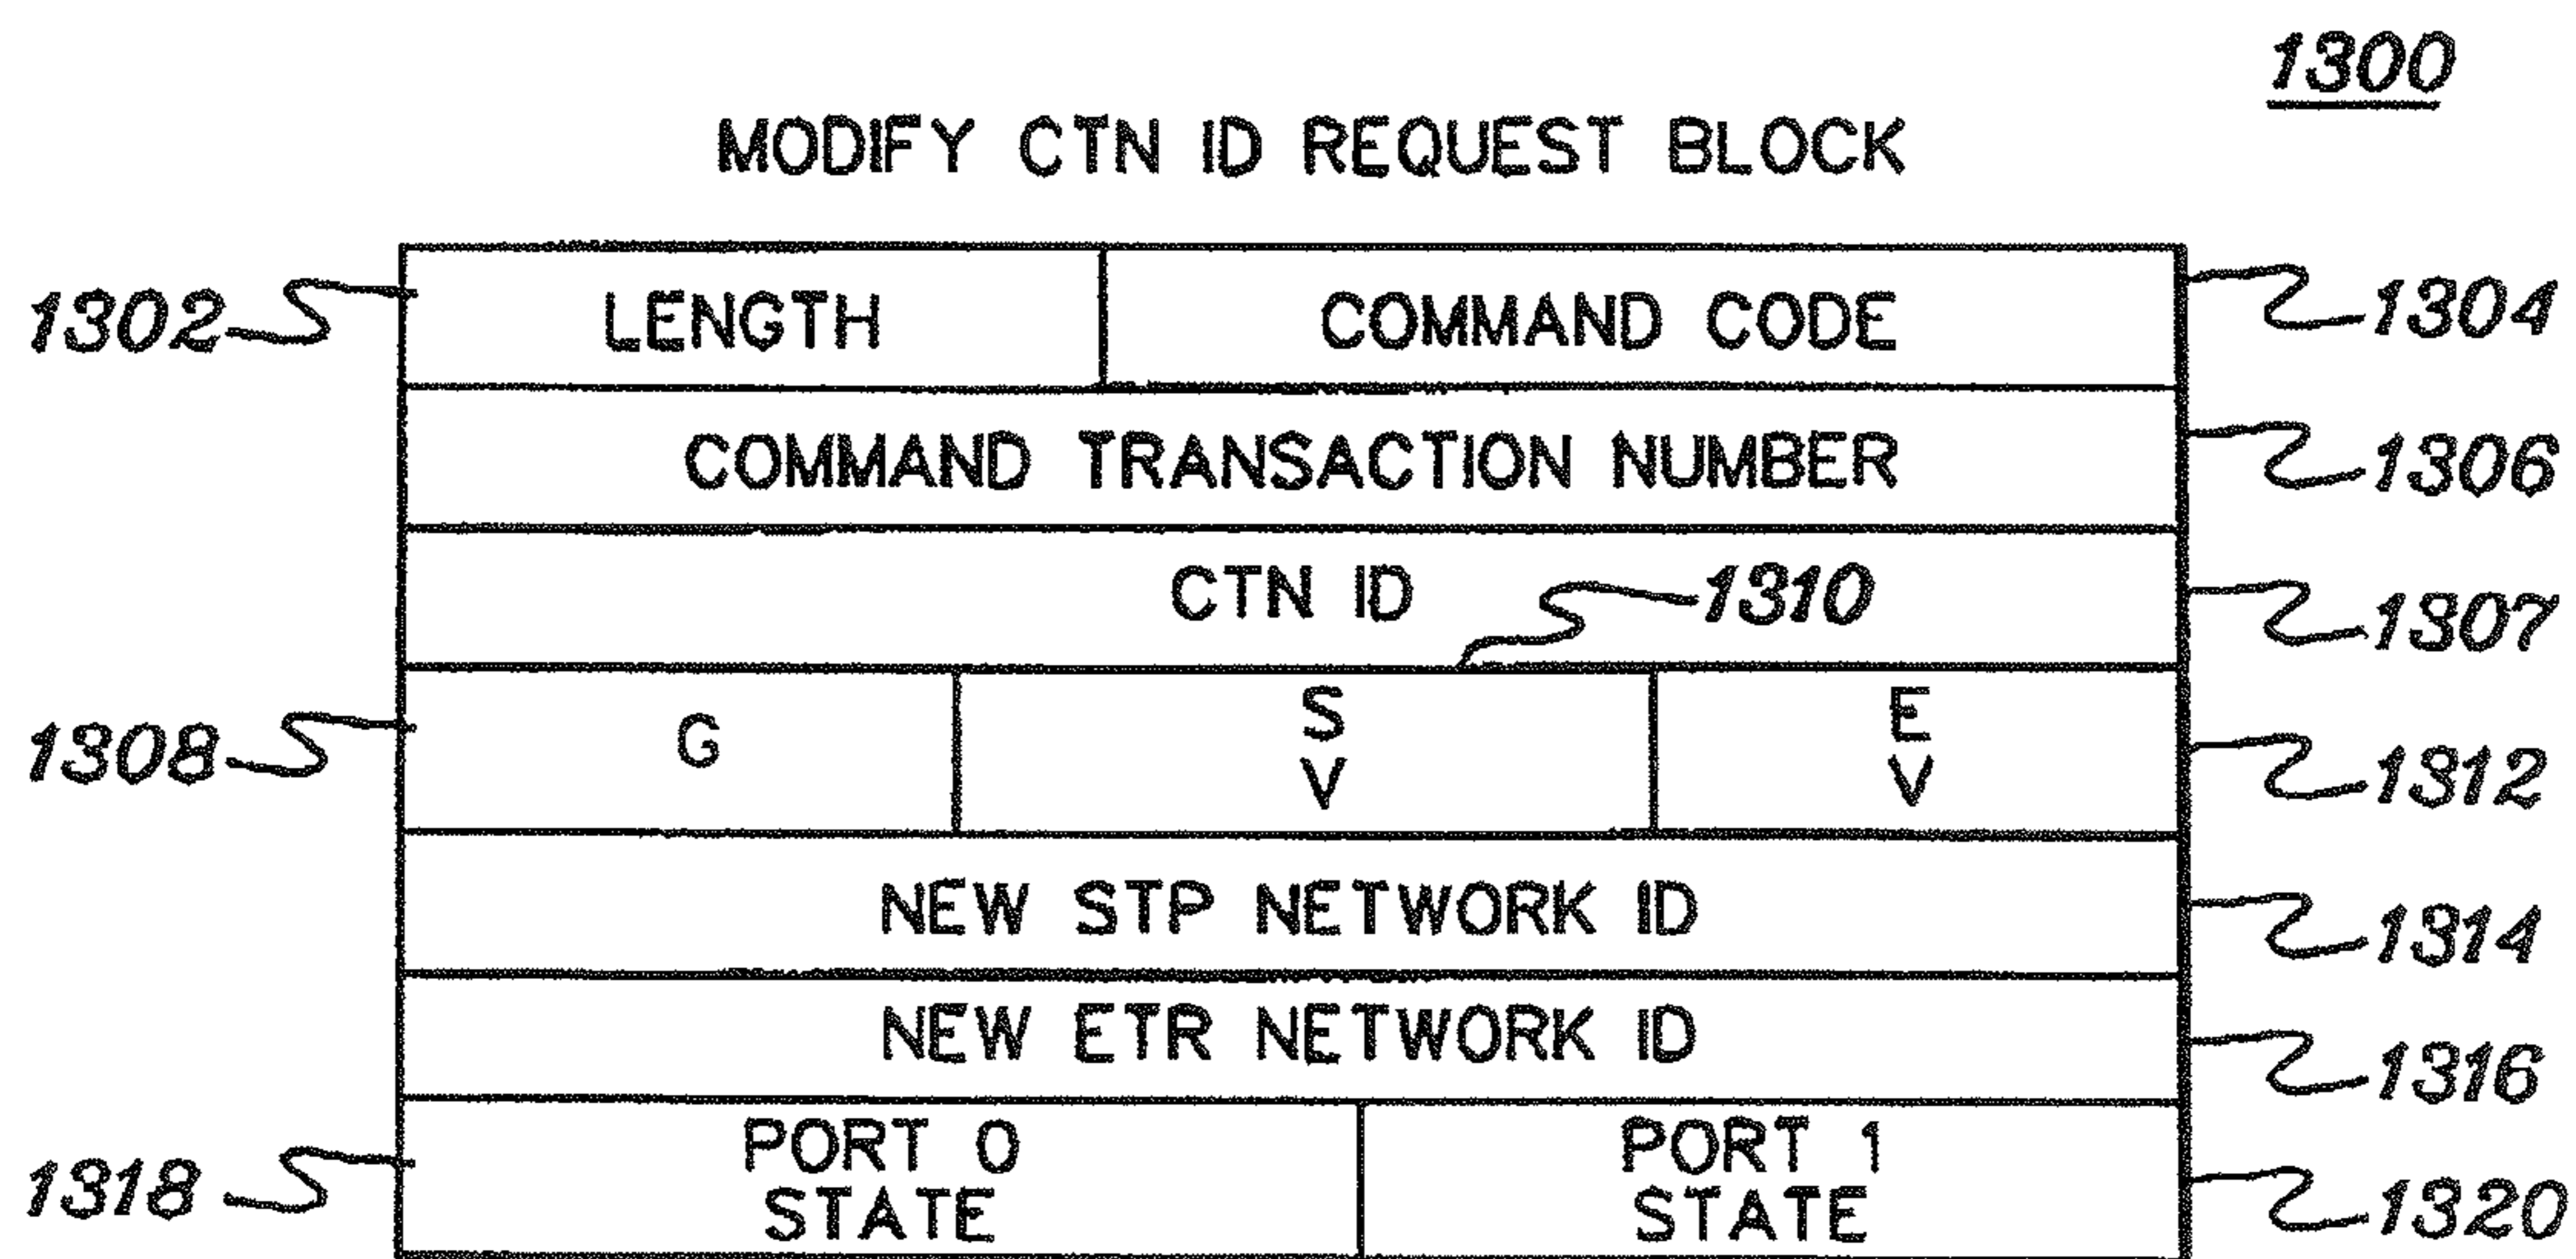 1300
MODIFY CTN ID REQUEST BLOCK
1302 LENGTH COMMAND CODE 1304
COMMAND TRANSACTION NUMBER 1306
CTN ID 1310 1307
1308 G S V E V 1312
NEW STP NETWORK ID 1314
NEW ETR NETWORK ID 1316
PORT 0 PORT 1
1318 STATE STATE 1320